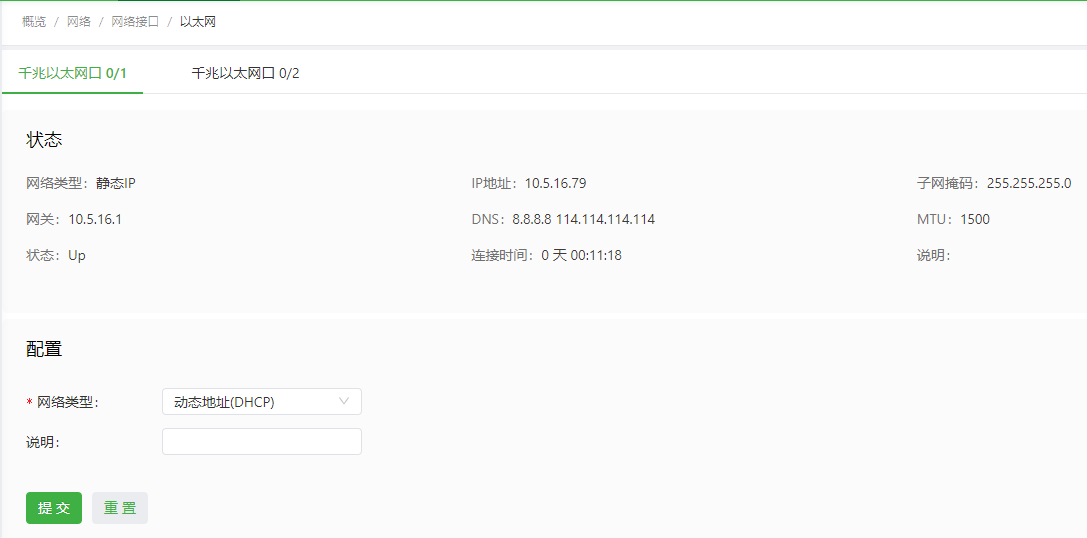 概览 / 网络 / 网络接口 / 以太网
千兆以太网口 0/1 千兆以太网口 0/2
状态
网络类型：静态IP IP地址：10.5.16.79 子网掩码：255.255.255.0
网关：10.5.16.1 DNS：8.8.8.8 114.114.114.114 MTU：1500
状态：Up 连接时间：0 天 00:11:18 说明：
配置
* 网络类型： 动态地址(DHCP)
说明：
提 交 重 置